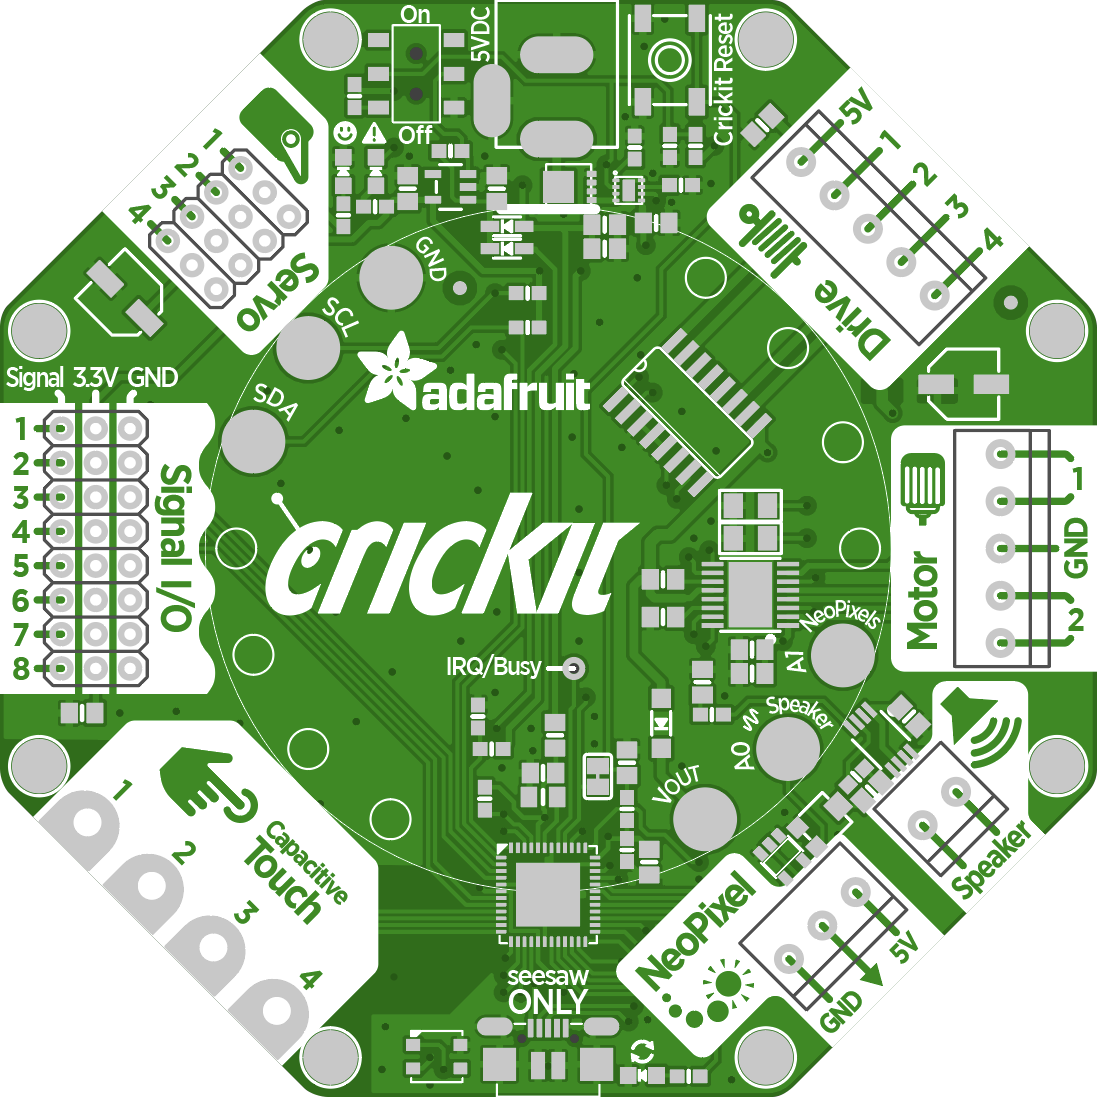 On
Off
5VDC
Crickit Reset
1
2
3
4
Servo
5V
1
2
3
4
Drive
GND
SCL
SDA
adafruit
Signal 3.3V GND
1
2
3
4
5
6
7
8
Signal I/O
crickit
Motor
1
GND
2
IRQ/Busy
NeoPixels
A1
Speaker
A0
VOUT
Speaker
1
2
3
4
Capacitive
Touch
NeoPixel
5V
GND
seesaw
ONLY